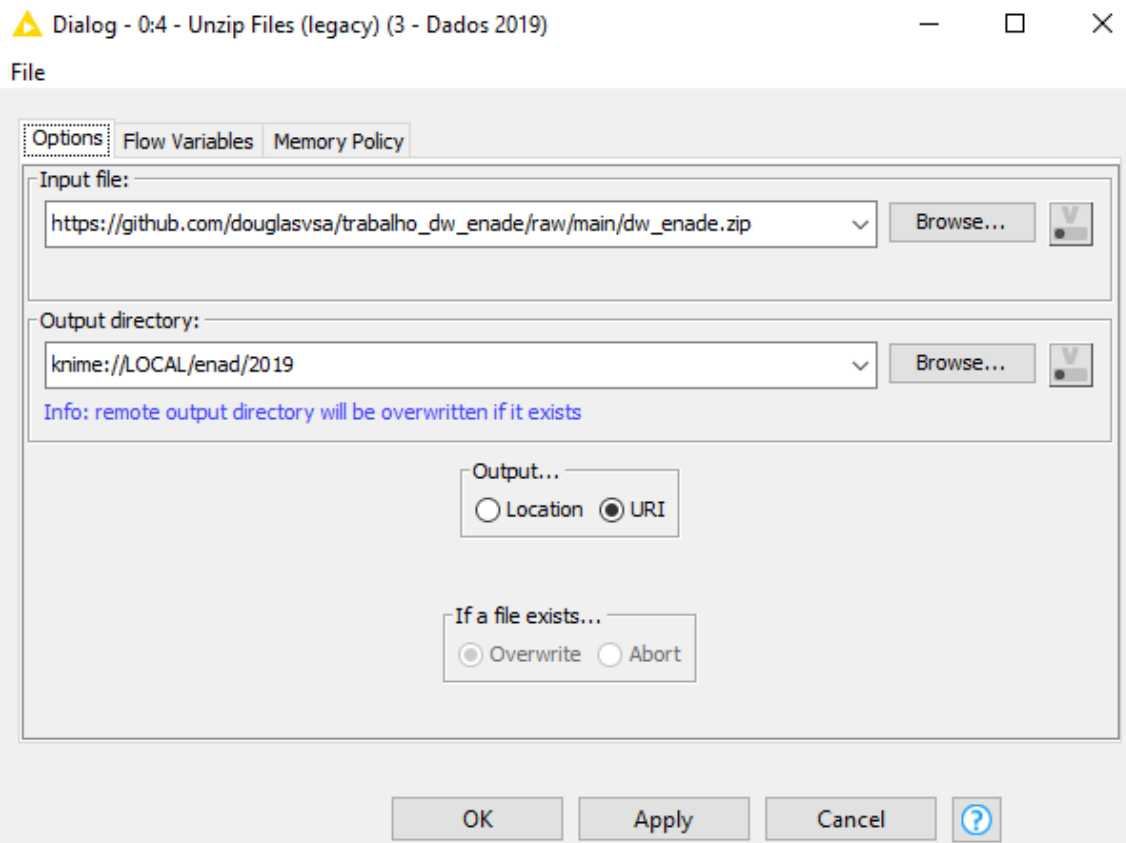 Dialog - 0:4 - Unzip Files (legacy) (3 - Dados 2019)
File
Options Flow Variables Memory Policy
Input file:
https://github.com/douglasvsa/trabalho_dw_enade/raw/main/dw_enade.zip Browse... V
Output directory:
knime://LOCAL/enad/2019 Browse... V
Info: remote output directory will be overwritten if it exists
Output...
Location URI
If a file exists...
Overwrite Abort
OK Apply Cancel ?